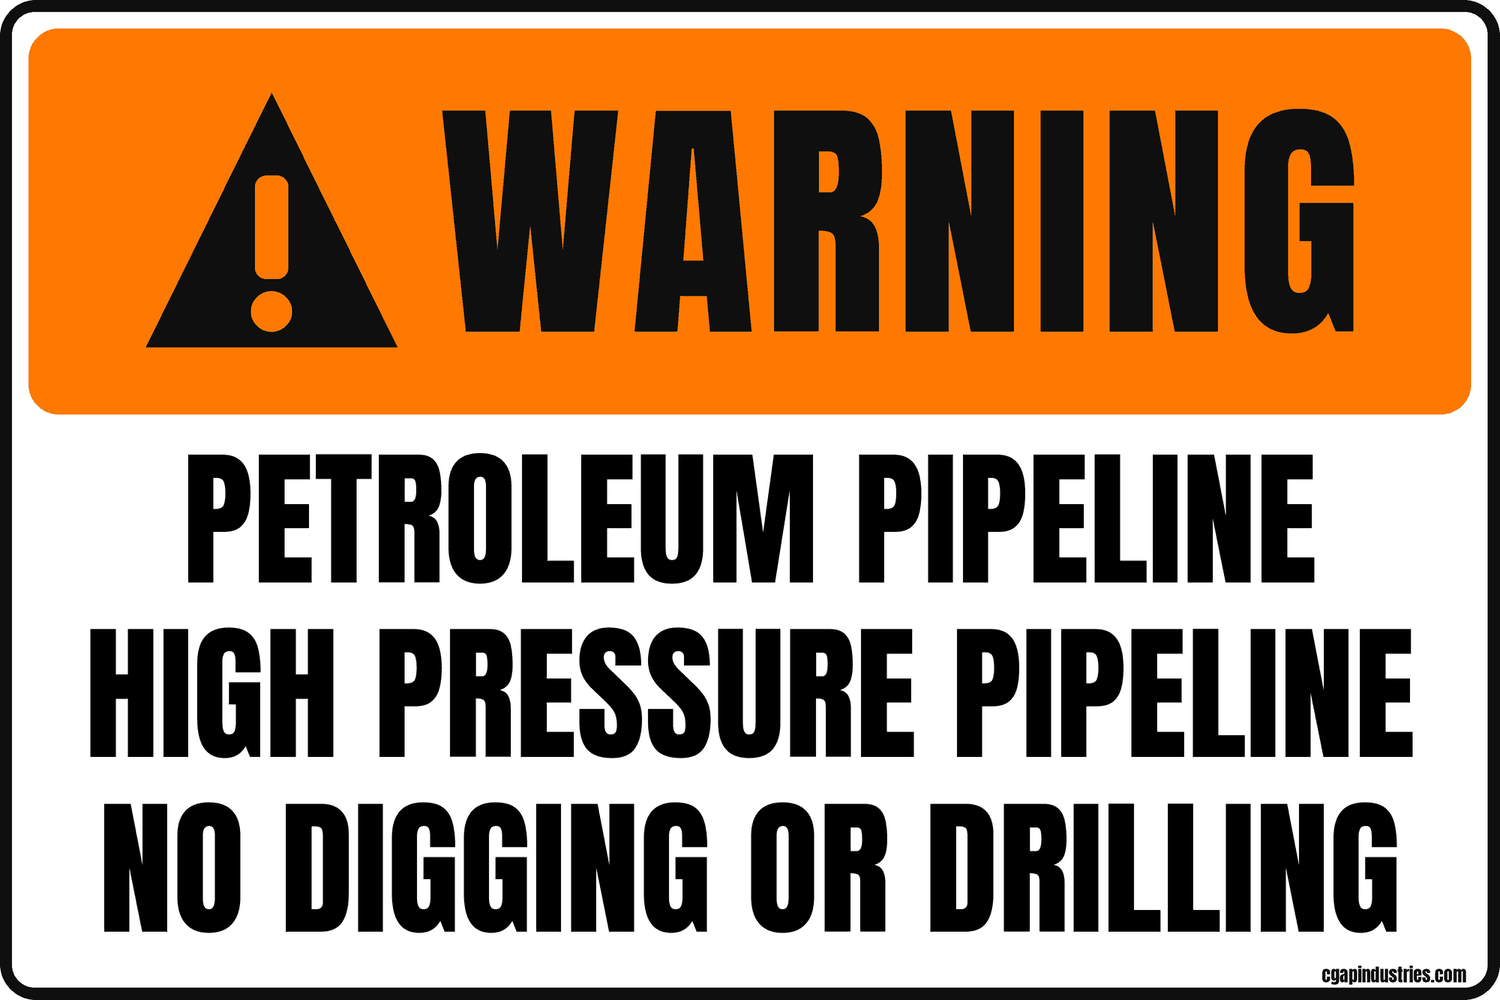 WARNING
PETROLEUM PIPELINE
HIGH PRESSURE PIPELINE
NO DIGGING OR DRILLING
cgapindustries.com